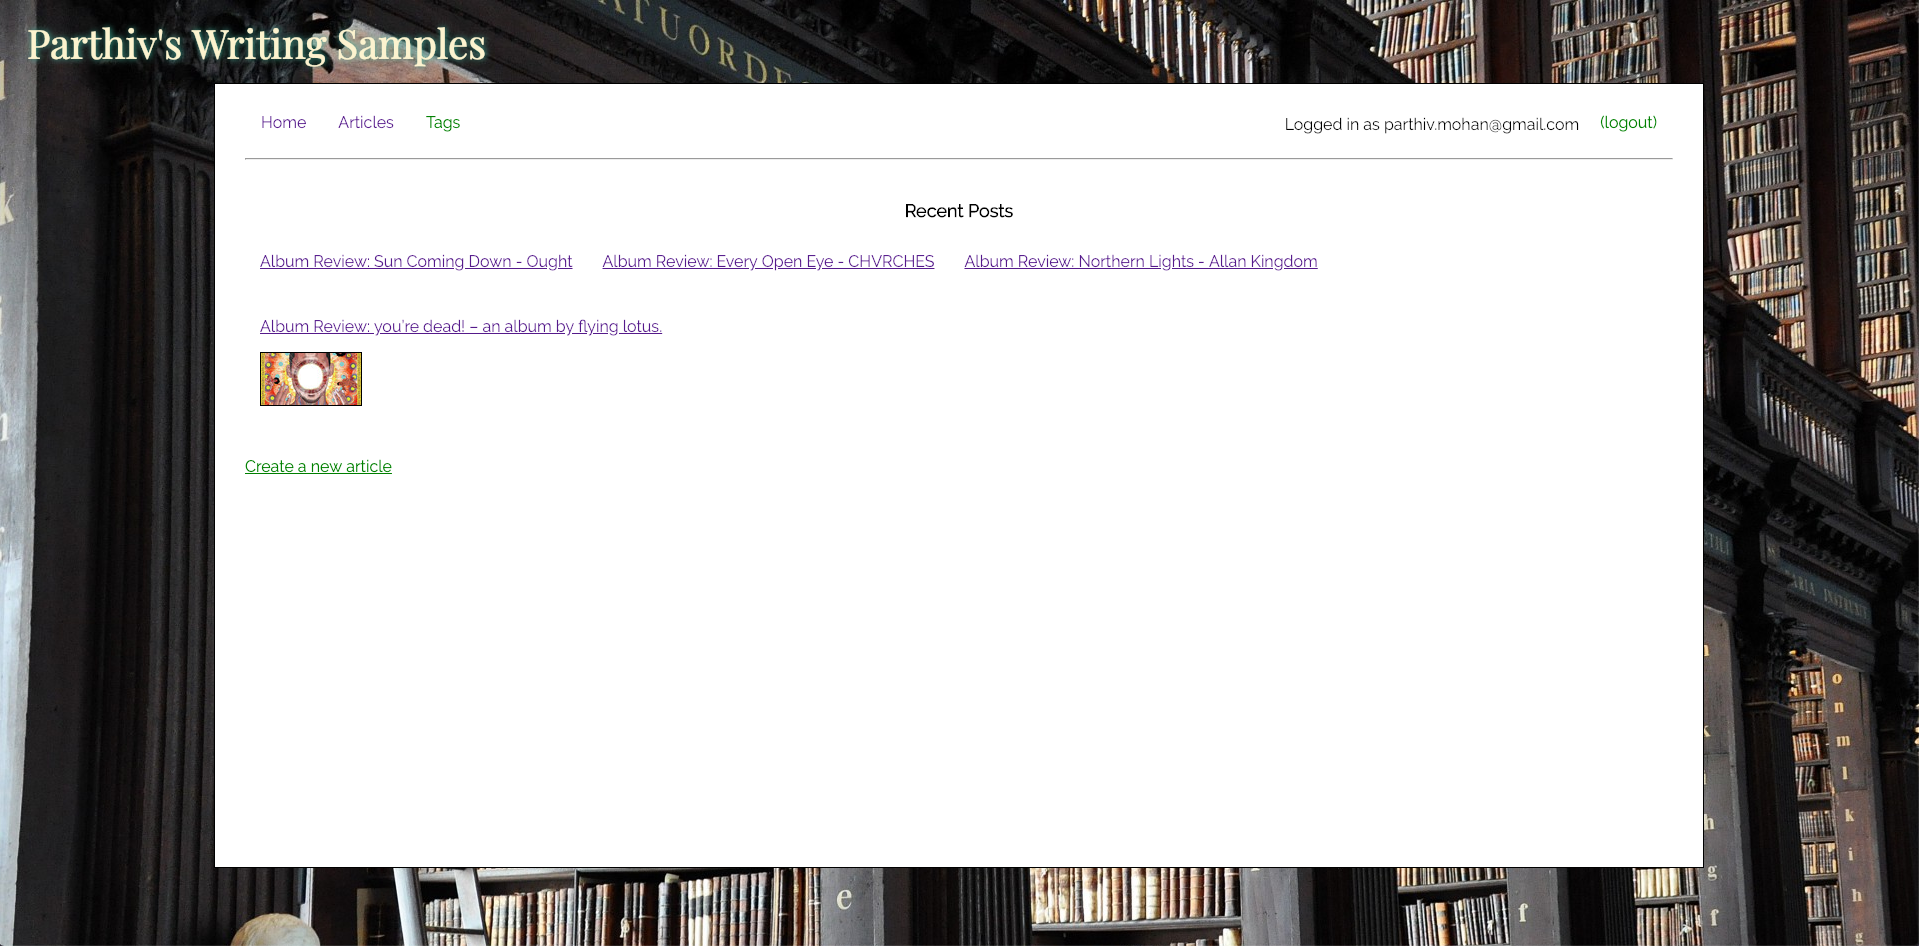 Parthiv's Writing Samples
Home Articles Tags Logged in as parthiv.mohan@gmail.com (logout)
Recent Posts
Album Review: Sun Coming Down - Ought Album Review: Every Open Eye - CHVRCHES Album Review: Northern Lights - Allan Kingdom
Album Review: you're dead! – an album by flying lotus.
Create a new article